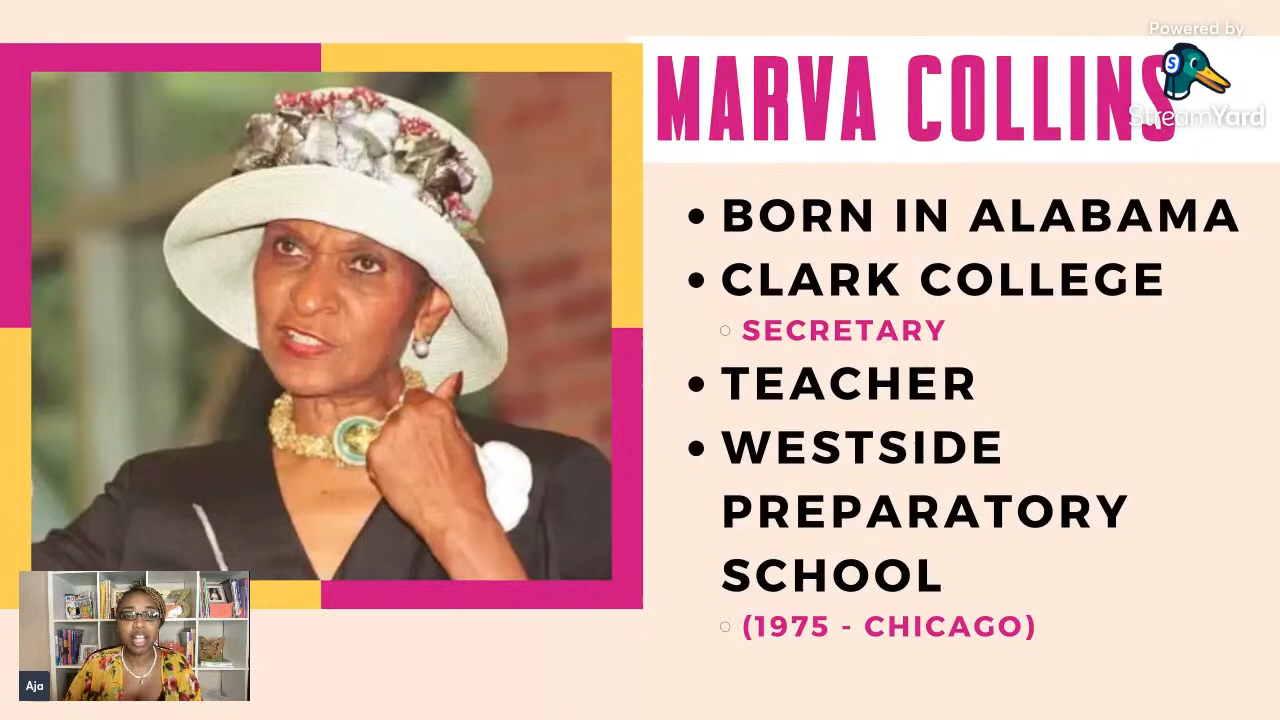 Powered by
StreamYard
MARVA COLLINS
• BORN IN ALABAMA
• CLARK COLLEGE
○ SECRETARY
• TEACHER
• WESTSIDE
PREPARATORY
SCHOOL
○ (1975 - CHICAGO)
Aja